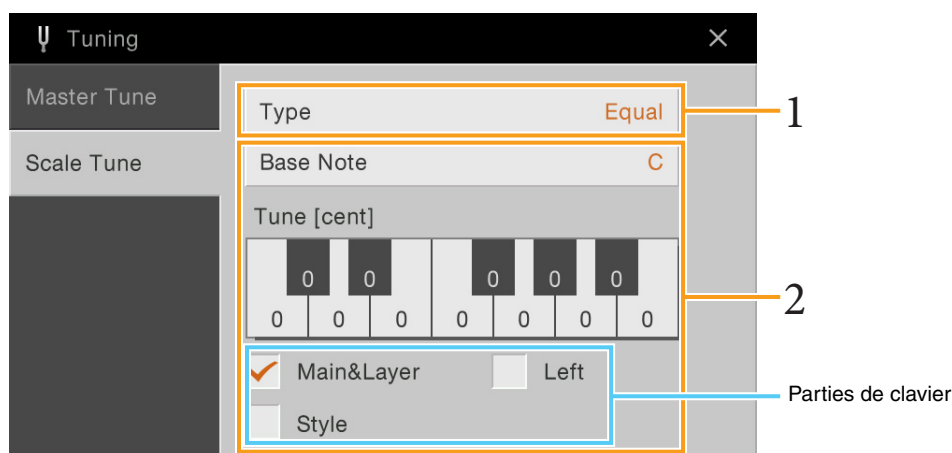 Tuning
Master Tune
Scale Tune
Type Equal
1
Base Note C
Tune [cent]
0 0 0 0 0
0 0 0 0 0 0 0
2
Main&Layer Left
Parties de clavier
Style